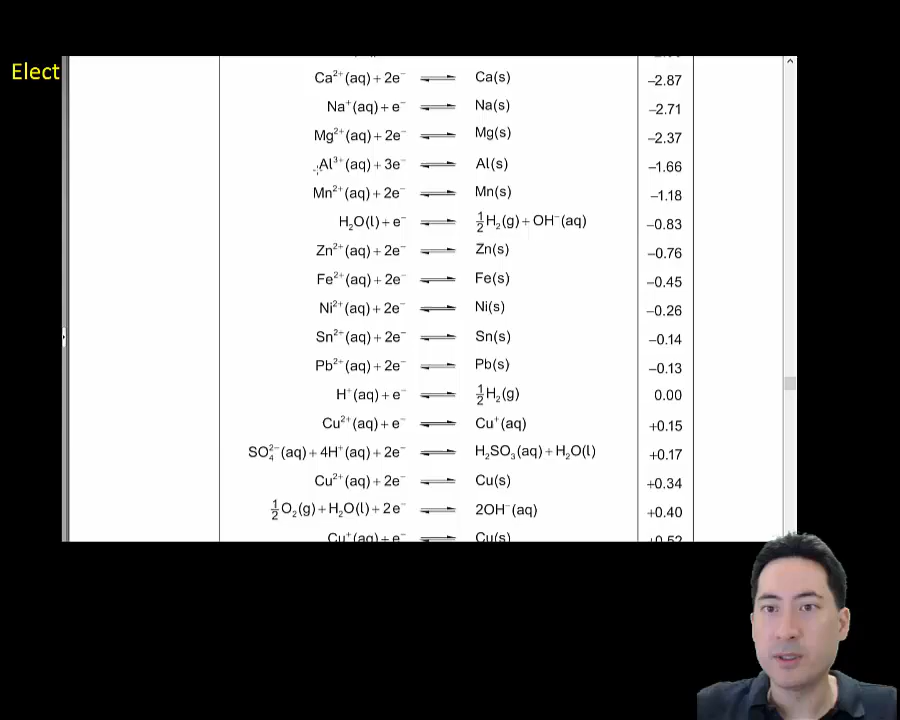 Elect
Ca²⁺(aq) + 2e⁻ ⇌ Ca(s) –2.87
Na⁺(aq) + e⁻ ⇌ Na(s) –2.71
Mg²⁺(aq) + 2e⁻ ⇌ Mg(s) –2.37
Al³⁺(aq) + 3e⁻ ⇌ Al(s) –1.66
Mn²⁺(aq) + 2e⁻ ⇌ Mn(s) –1.18
H₂O(l) + e⁻ ⇌ ½H₂(g) + OH⁻(aq) –0.83
Zn²⁺(aq) + 2e⁻ ⇌ Zn(s) –0.76
Fe²⁺(aq) + 2e⁻ ⇌ Fe(s) –0.45
Ni²⁺(aq) + 2e⁻ ⇌ Ni(s) –0.26
Sn²⁺(aq) + 2e⁻ ⇌ Sn(s) –0.14
Pb²⁺(aq) + 2e⁻ ⇌ Pb(s) –0.13
H⁺(aq) + e⁻ ⇌ ½H₂(g) 0.00
Cu²⁺(aq) + e⁻ ⇌ Cu⁺(aq) +0.15
SO₄²⁻(aq) + 4H⁺(aq) + 2e⁻ ⇌ H₂SO₃(aq) + H₂O(l) +0.17
Cu²⁺(aq) + 2e⁻ ⇌ Cu(s) +0.34
½O₂(g) + H₂O(l) + 2e⁻ ⇌ 2OH⁻(aq) +0.40
Cu⁺(aq) + e⁻ ⇌ Cu(s) +0.52